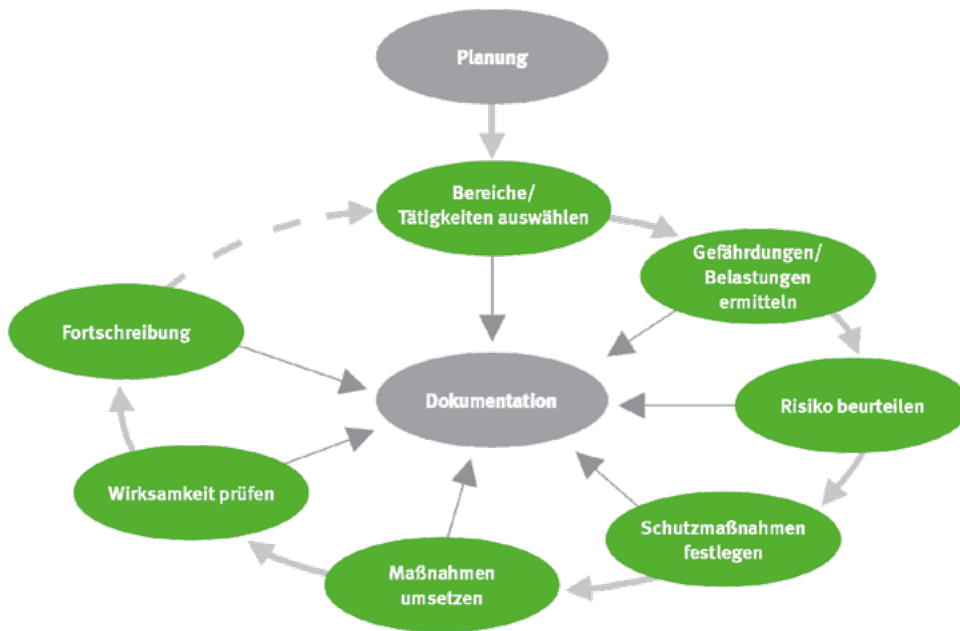 Planung
Bereiche/
Tätigkeiten auswählen
Gefährdungen/
Belastungen
ermitteln
Risiko beurteilen
Schutzmaßnahmen
festlegen
Maßnahmen
umsetzen
Wirksamkeit prüfen
Fortschreibung
Dokumentation